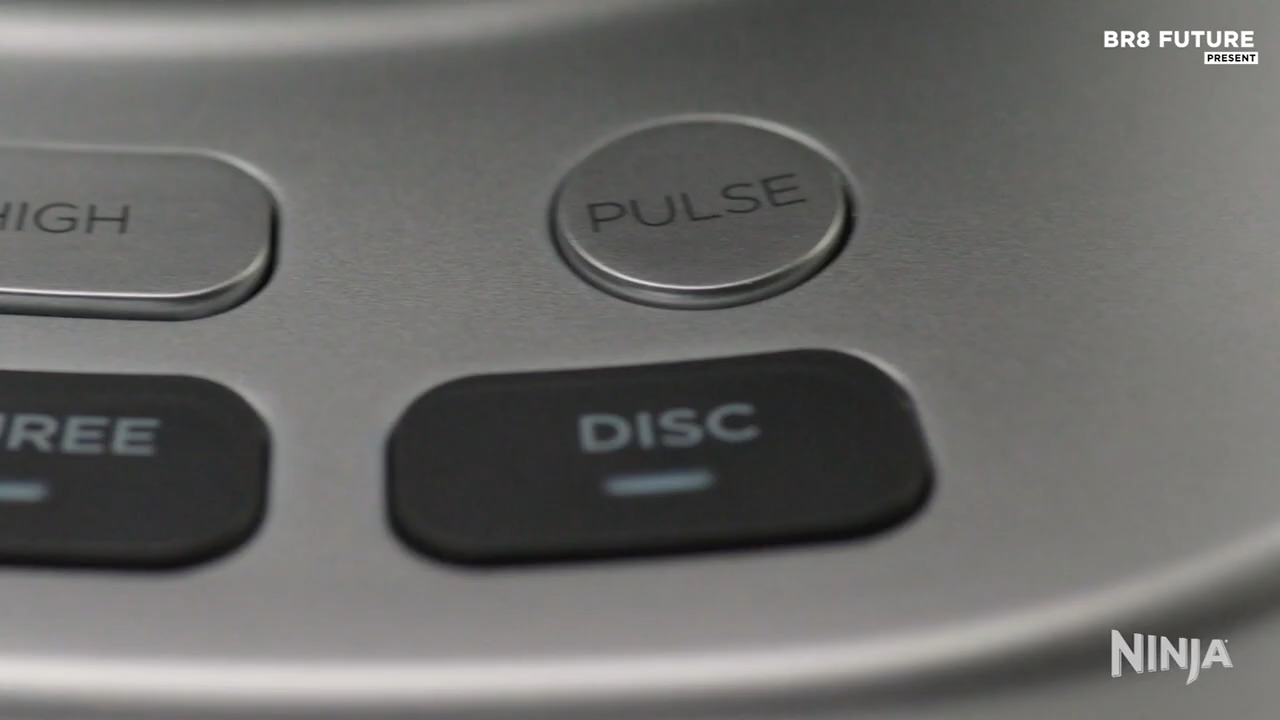 BR8 FUTURE
PRESENT
HIGH
PULSE
DISC
NINJA